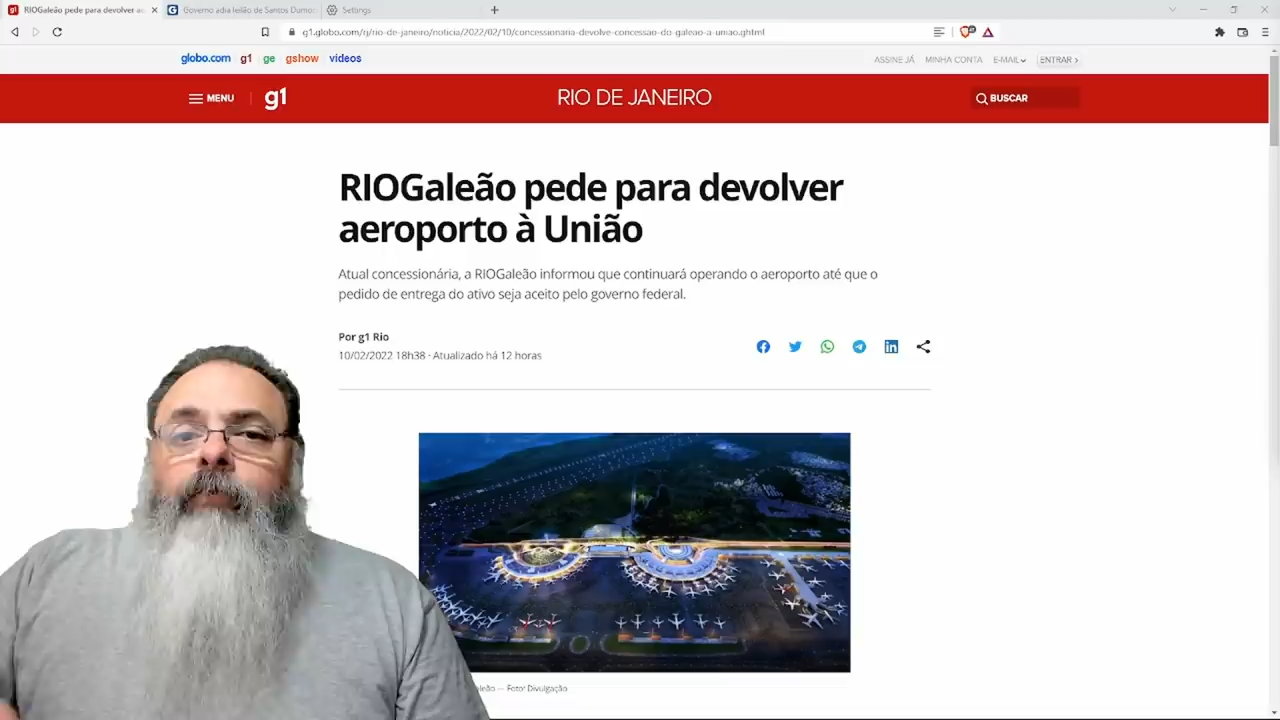 RIOGaleão pede para devolver ae
Governo adia leilão de Santos Dumo
Settings
g1.globo.com/rj/rio-de-janeiro/noticia/2022/02/10/concessionaria-devolve-concessao-do-galeao-a-uniao.ghtml
globo.com g1 ge gshow vídeos
ASSINE JÁ MINHA CONTA E-MAIL ENTRAR
MENU g1 RIO DE JANEIRO BUSCAR
RIOGaleão pede para devolver
aeroporto à União
Atual concessionária, a RIOGaleão informou que continuará operando o aeroporto até que o
pedido de entrega do ativo seja aceito pelo governo federal.
Por g1 Rio
10/02/2022 18h38 · Atualizado há 12 horas
leão — Foto: Divulgação